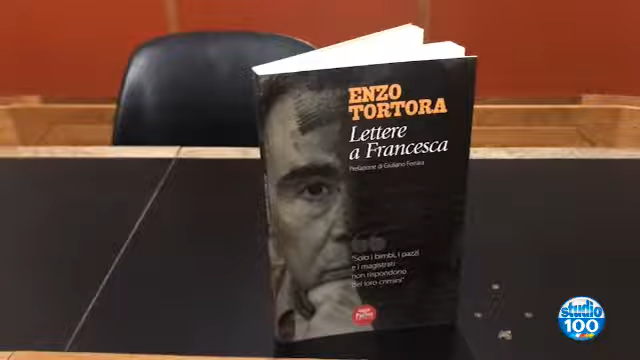 ENZO
TORTORA
Lettere
a Francesca
Prefazione di Giuliano Ferrara
"Solo i bimbi, i pazzi
e i magistrati
non rispondono
dei loro crimini"
studio
100